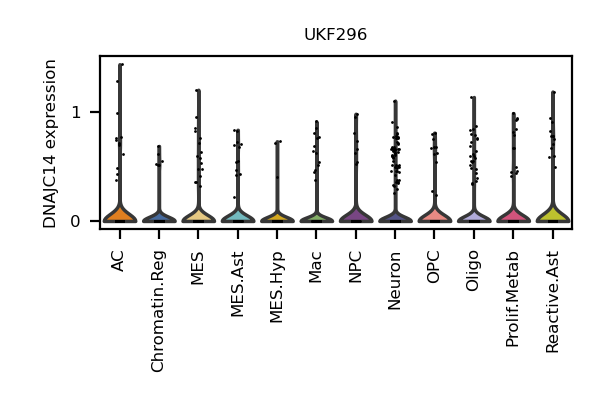 UKF296
DNAJC14 expression
1
0
AC
Chromatin.Reg
MES
MES.Ast
MES.Hyp
Mac
NPC
Neuron
OPC
Oligo
Prolif.Metab
Reactive.Ast